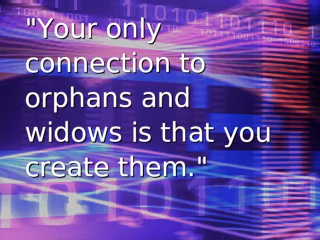 "Your only
connection to
orphans and
widows is that you
create them."